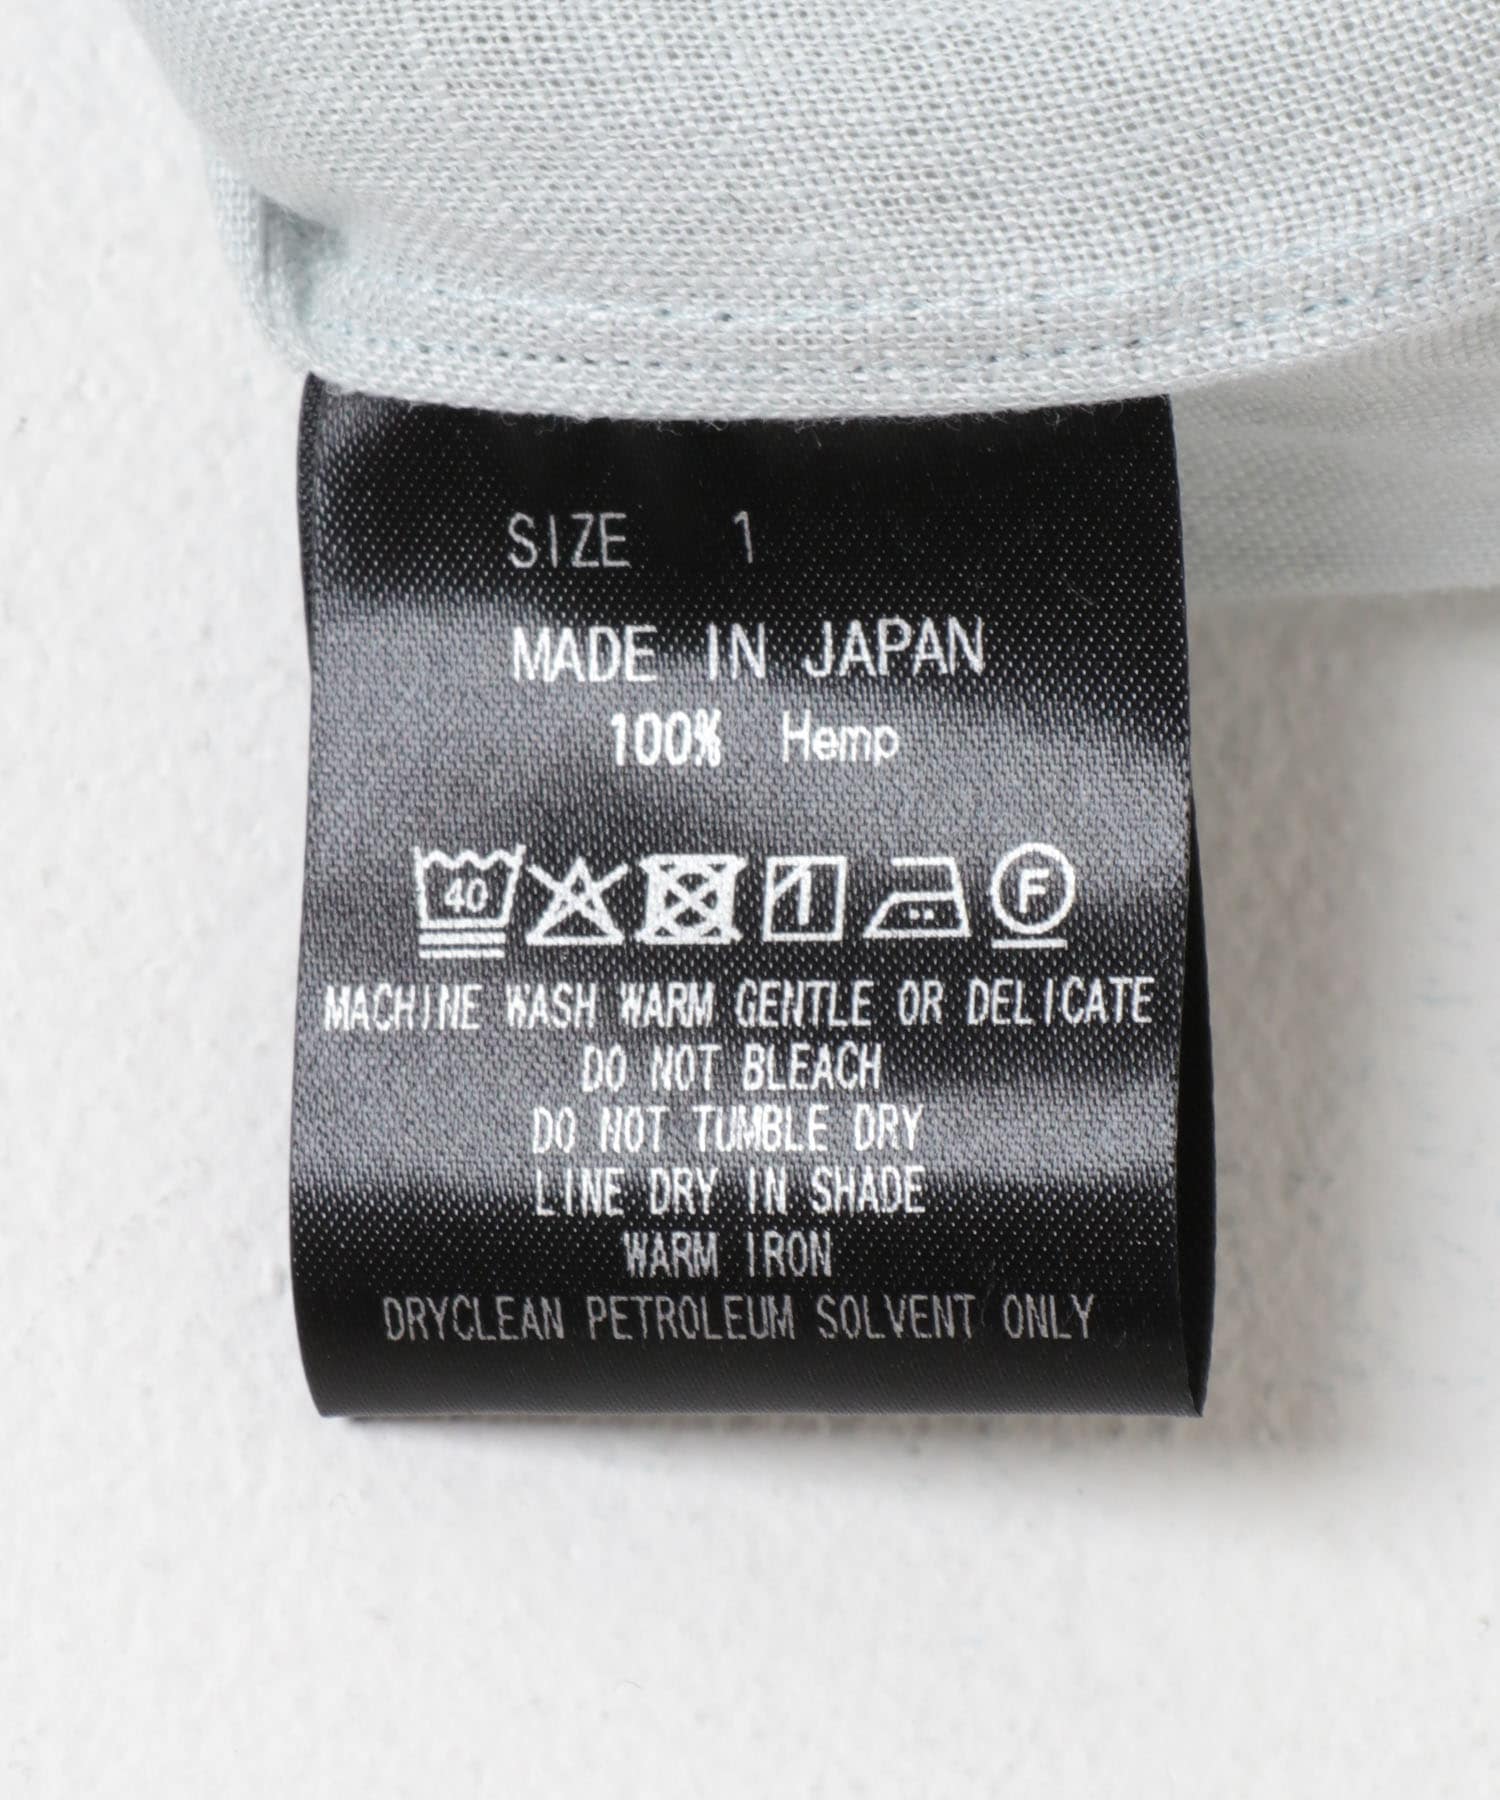 SIZE 1
MADE IN JAPAN
100% Hemp
40 F
MACHINE WASH WARM GENTLE OR DELICATE
DO NOT BLEACH
DO NOT TUMBLE DRY
LINE DRY IN SHADE
WARM IRON
DRYCLEAN PETROLEUM SOLVENT ONLY